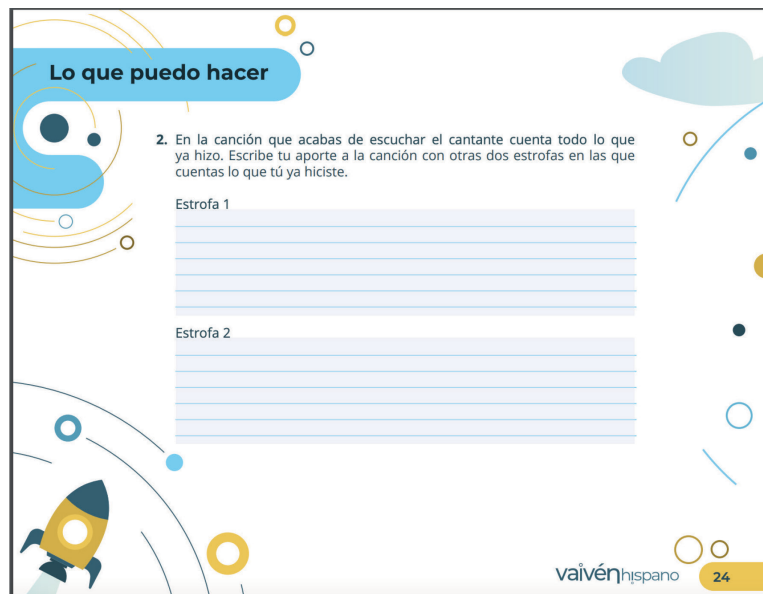 Lo que puedo hacer
2. En la canción que acabas de escuchar el cantante cuenta todo lo que
ya hizo. Escribe tu aporte a la canción con otras dos estrofas en las que
cuentas lo que tú ya hiciste.
Estrofa 1
Estrofa 2
vaivénhispano
24